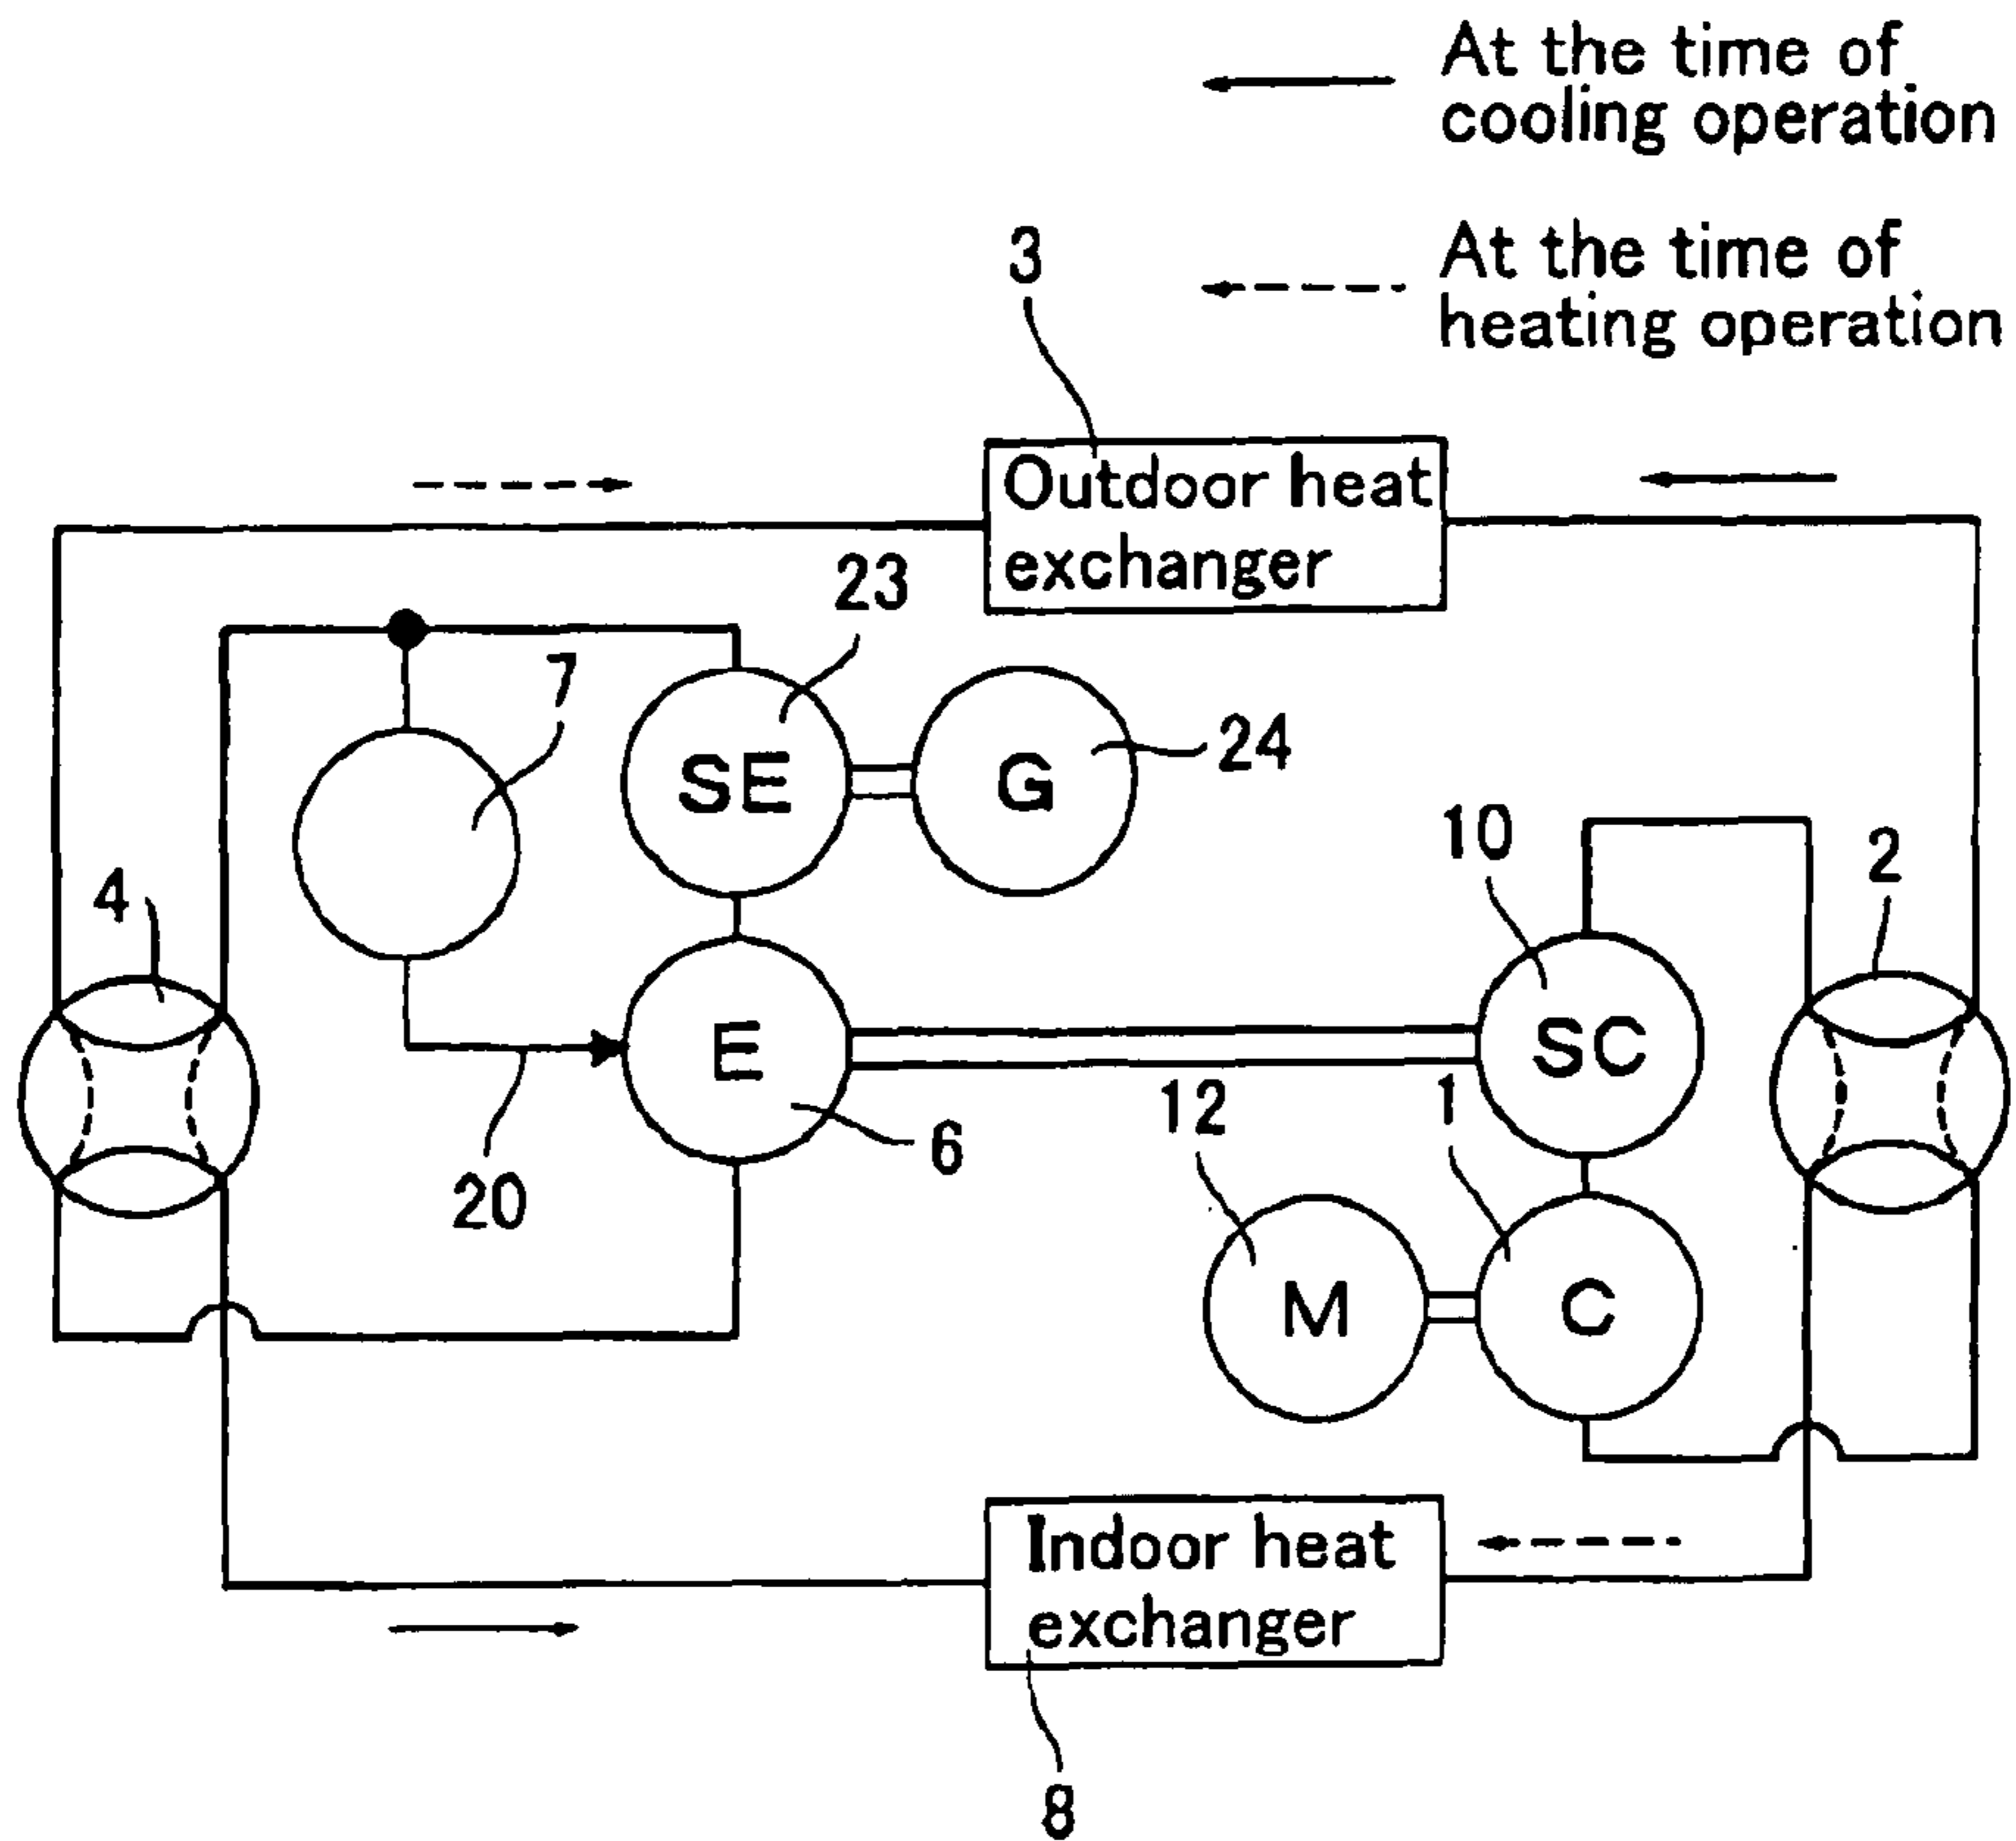 At the time of
cooling operation
At the time of
heating operation
3
Outdoor heat
exchanger
23
7
SE
G
24
10
2
4
E
SC
12
1
6
20
M
C
Indoor heat
exchanger
8